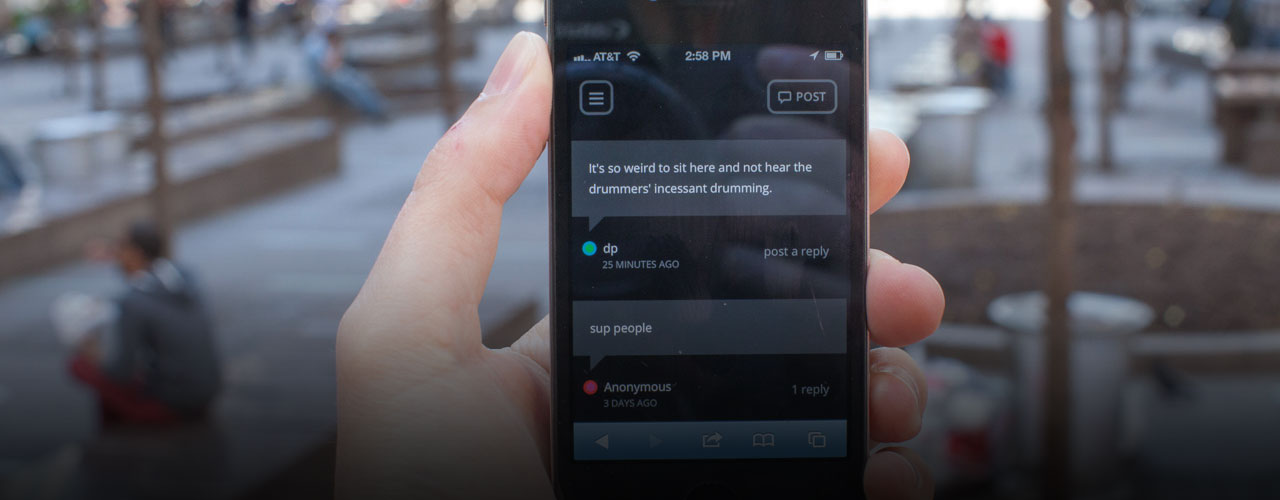 AT&T 2:58 PM
POST
It's so weird to sit here and not hear the
drummers' incessant drumming.
dp post a reply
25 MINUTES AGO
sup people
Anonymous 1 reply
3 DAYS AGO